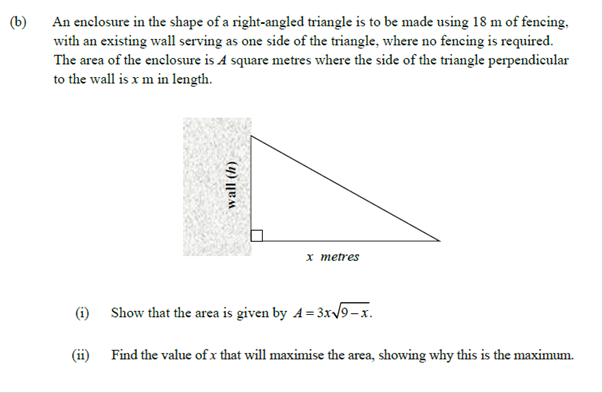 (b) An enclosure in the shape of a right-angled triangle is to be made using 18 m of fencing,
with an existing wall serving as one side of the triangle, where no fencing is required.
The area of the enclosure is A square metres where the side of the triangle perpendicular
to the wall is x m in length.
wall (h)
x metres
(i) Show that the area is given by A = 3x√9 – x.
(ii) Find the value of x that will maximise the area, showing why this is the maximum.